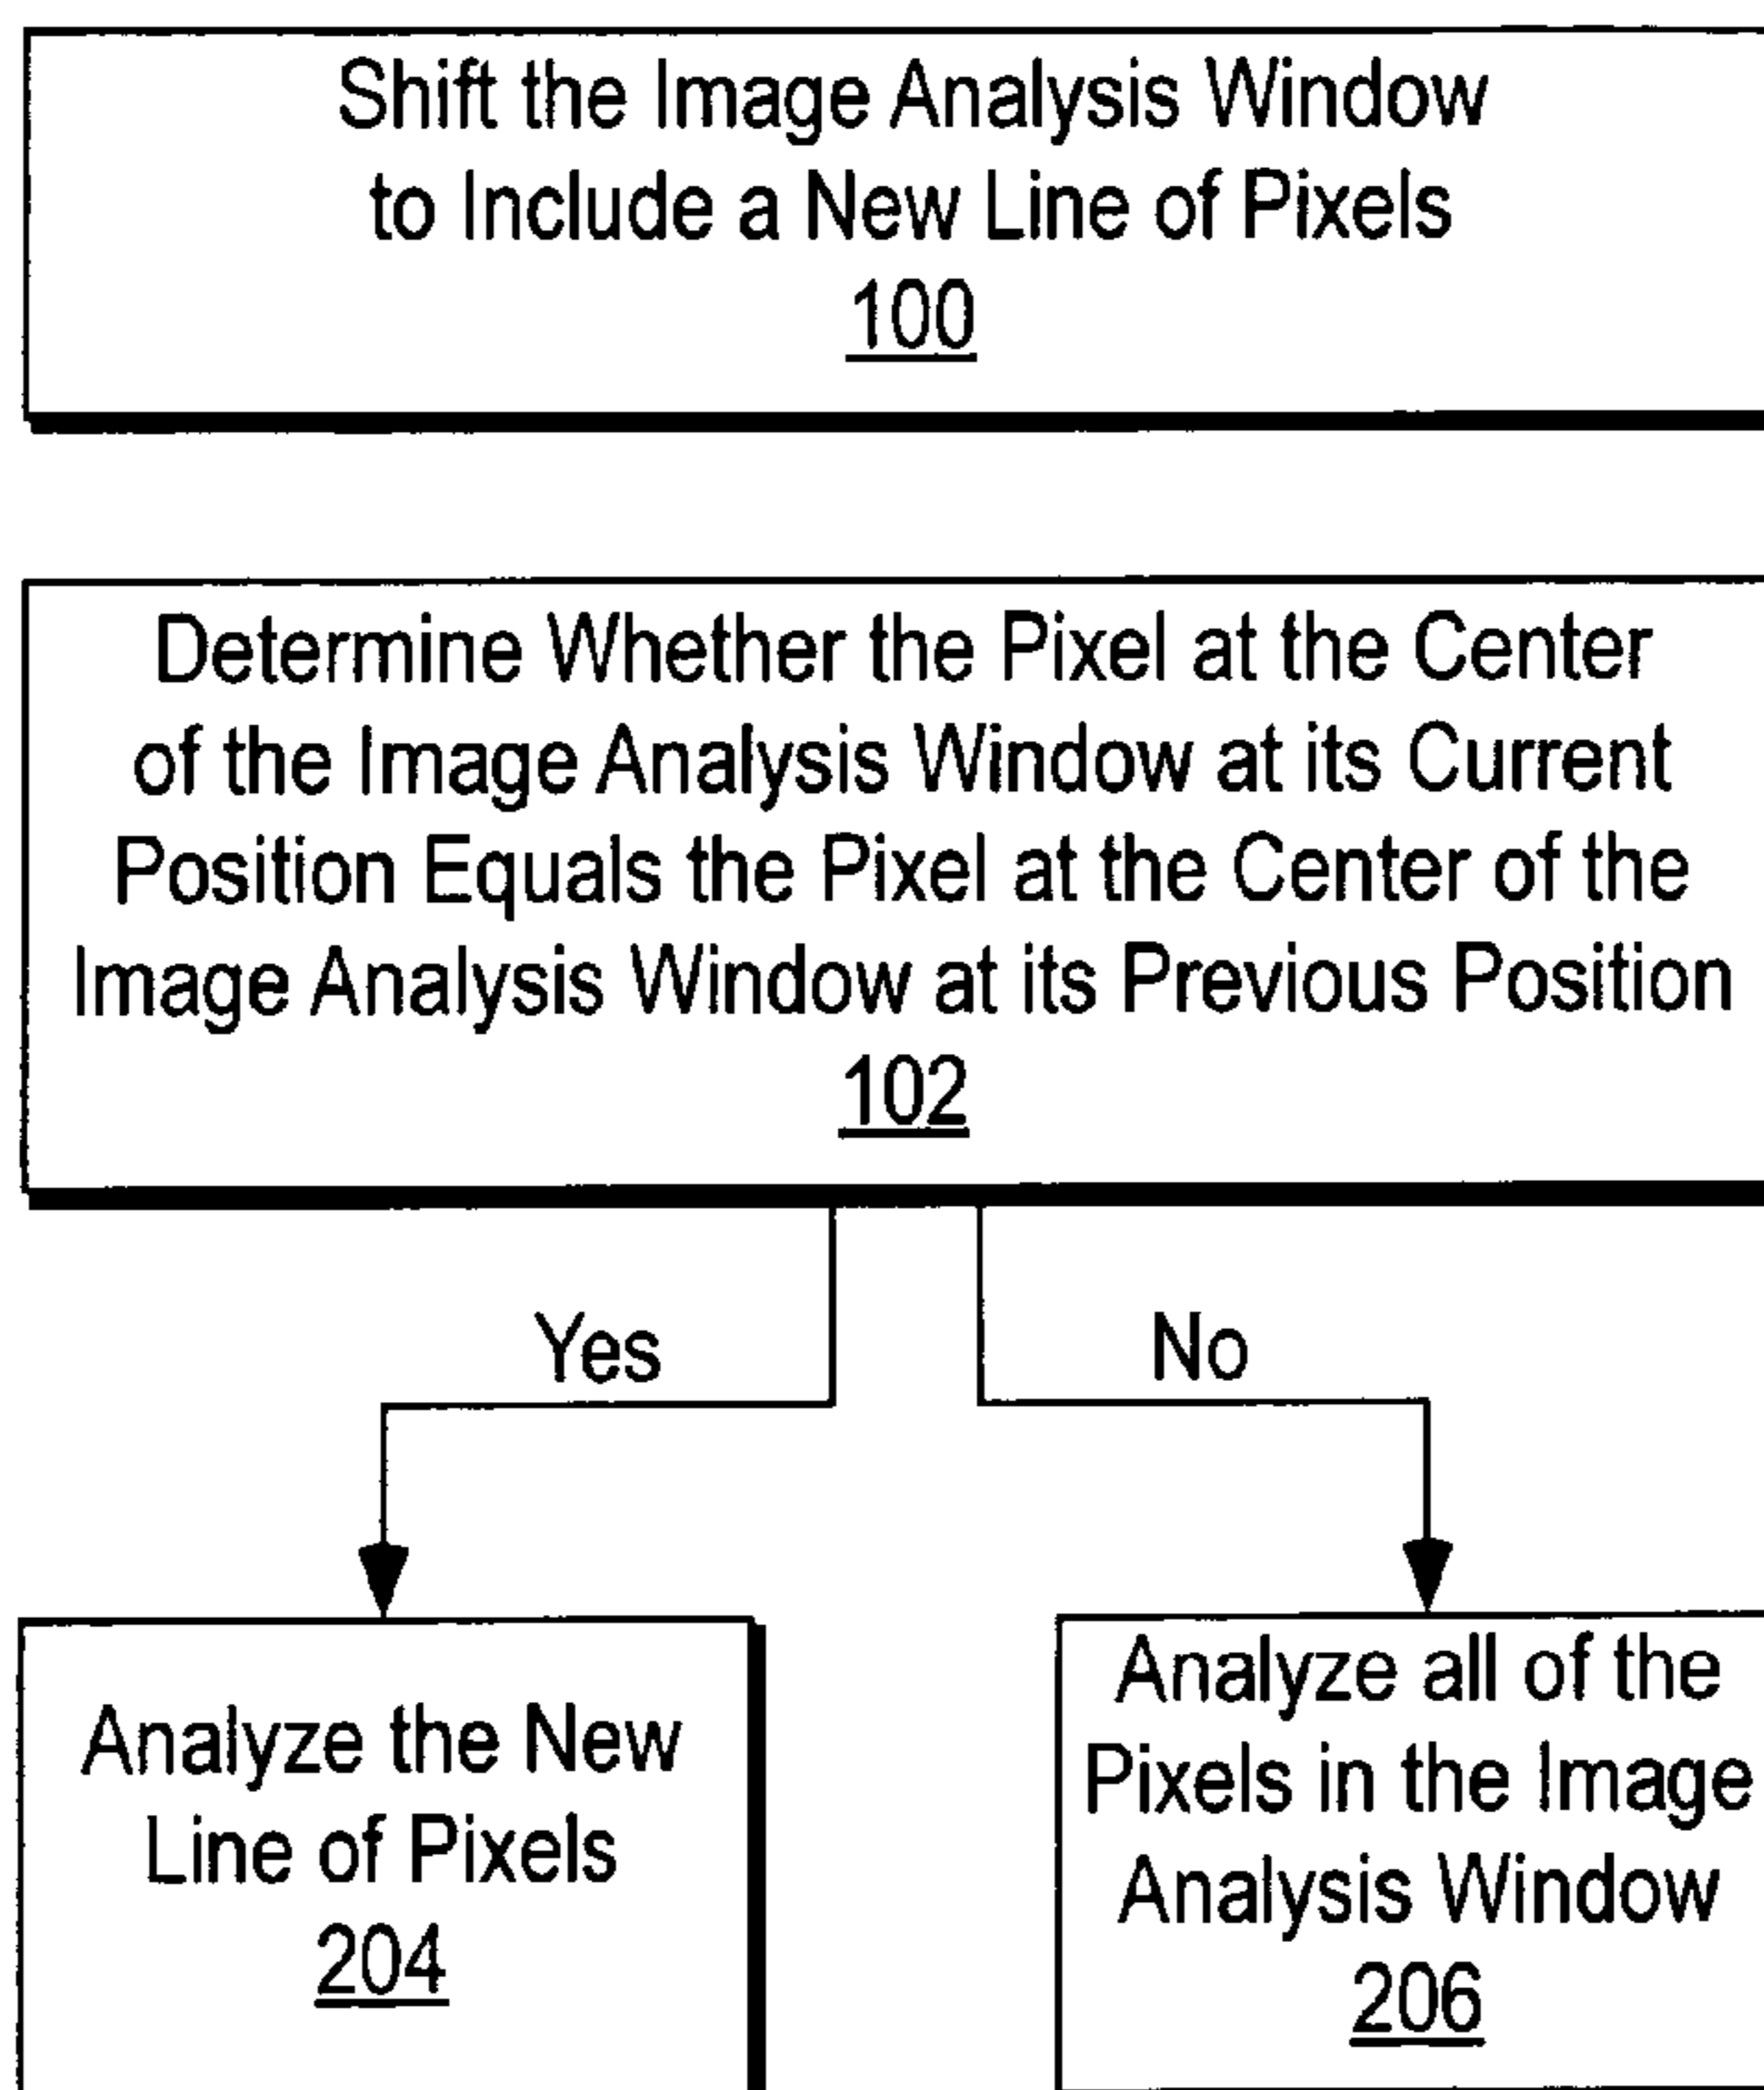 Shift the Image Analysis Window
to Include a New Line of Pixels
100
Determine Whether the Pixel at the Center
of the Image Analysis Window at its Current
Position Equals the Pixel at the Center of the
Image Analysis Window at its Previous Position
102
Yes
No
Analyze the New
Line of Pixels
204
Analyze all of the
Pixels in the Image
Analysis Window
206